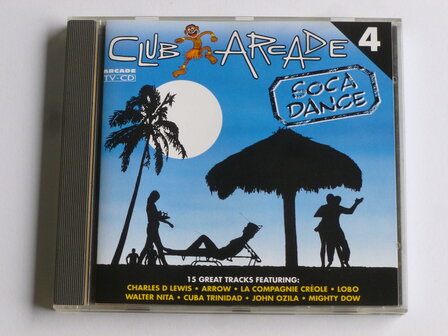 CLUB ARCADE 4
ARCADE
TV-CD
SOCA
DANCE
15 GREAT TRACKS FEATURING:
CHARLES D LEWIS • ARROW • LA COMPAGNIE CRÉOLE • LOBO
WALTER NITA • CUBA TRINIDAD • JOHN OZILA • MIGHTY DOW